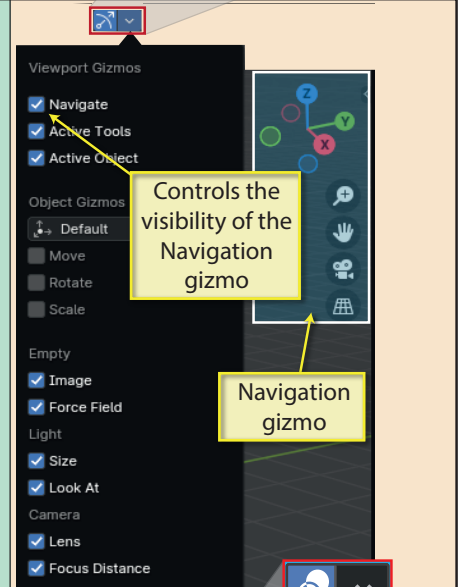 Viewport Gizmos
Navigate
Active Tools
Active Object
Object Gizmos
Default
Move
Rotate
Scale
Empty
Image
Force Field
Light
Size
Look At
Camera
Lens
Focus Distance
Z
Y
X
Controls the
visibility of the
Navigation
gizmo
Navigation
gizmo